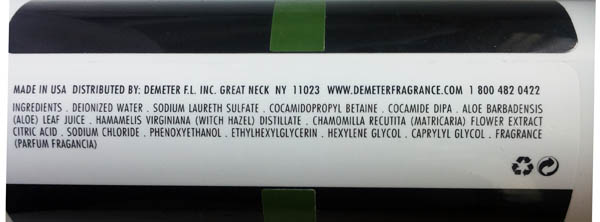 MADE IN USA DISTRIBUTED BY: DEMETER F.L. INC. GREAT NECK NY 11023 WWW.DEMETERFRAGRANCE.COM 1 800 482 0422
INGREDIENTS . DEIONIZED WATER . SODIUM LAURETH SULFATE . COCAMIDOPROPYL BETAINE . COCAMIDE DIPA . ALOE BARBADENSIS
(ALOE) LEAF JUICE . HAMAMELIS VIRGINIANA (WITCH HAZEL) DISTILLATE . CHAMOMILLA RECUTITA (MATRICARIA) FLOWER EXTRACT
CITRIC ACID . SODIUM CHLORIDE . PHENOXYETHANOL . ETHYLHEXYLGLYCERIN . HEXYLENE GLYCOL . CAPRYLYL GLYCOL . FRAGRANCE
(PARFUM FRAGANCIA)